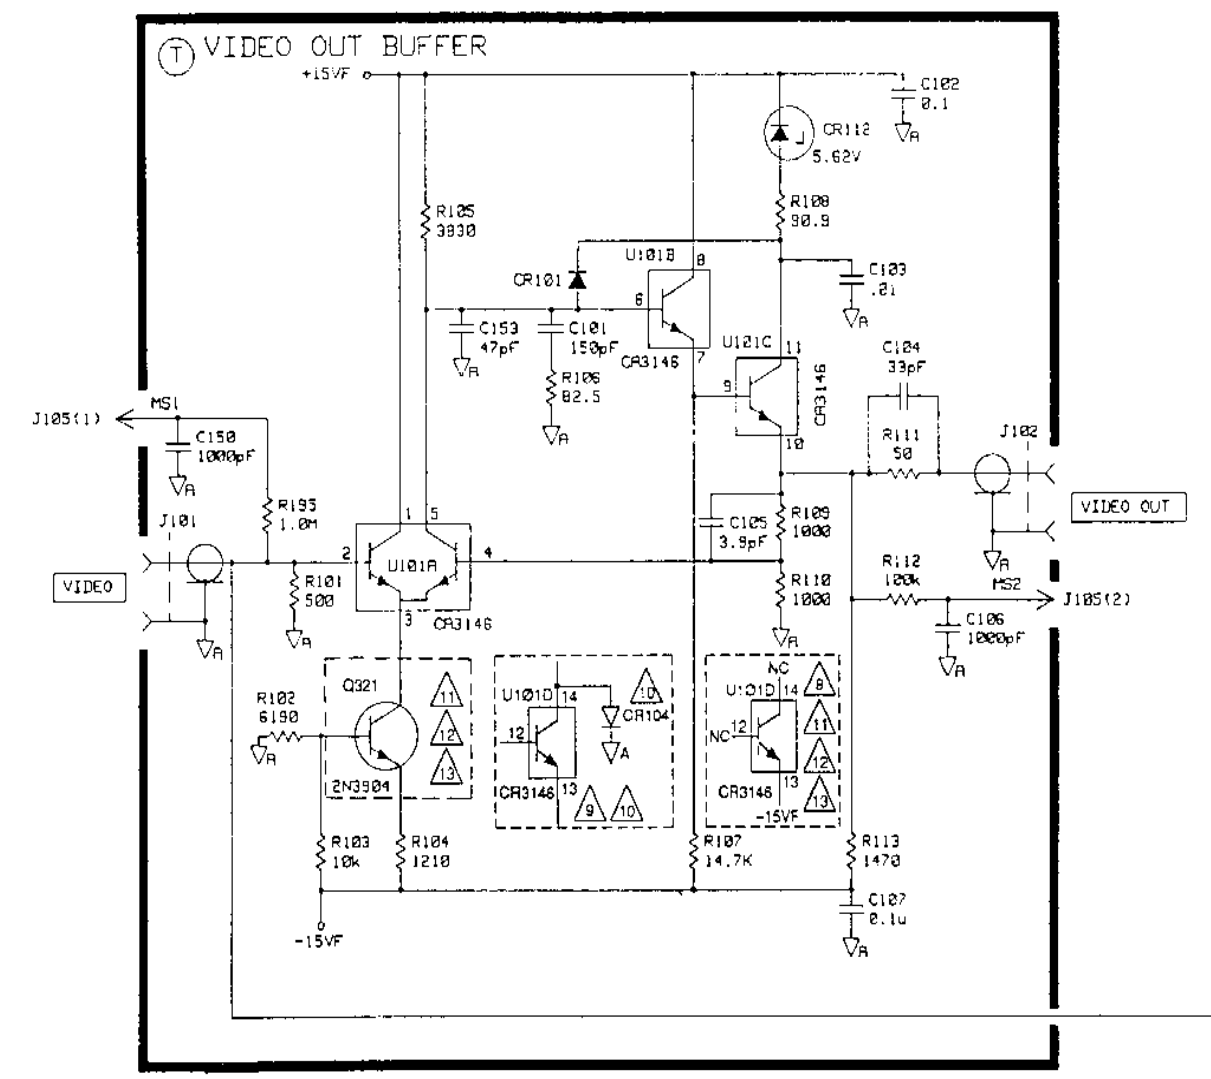 T VIDEO OUT BUFFER
+15VF
C102
0.1
A
CR112
5.62V
R108
90.9
R105
3830
U101B 8
CR101
6
C103
.01
A
C153
47pF
A
C101
150pF
CA3146
7
U101C 11
9
CA3146
10
C104
33pF
R106
82.5
A
MS1
J105(1)
C150
1000pF
A
R111
50
J102
VIDEO OUT
A
R195
1.0M
J101
1 5
2 U101A 4
3
CA3146
C105
3.9pF
R109
1000
VIDEO
A
R101
500
A
R110
1000
A
R112
100k
MS2
J105(2)
C106
1000pF
A
Q321
R102
6190
A
2N3904
11
12
13
U101D 14
10
CR104
A
12
CA3146
13
9 10
NC
U101D 14
NC 12
CA3146
13
-15VF
9
11
12
13
R103
10k
R104
1210
R107
14.7K
R113
1470
C107
0.1u
A
-15VF